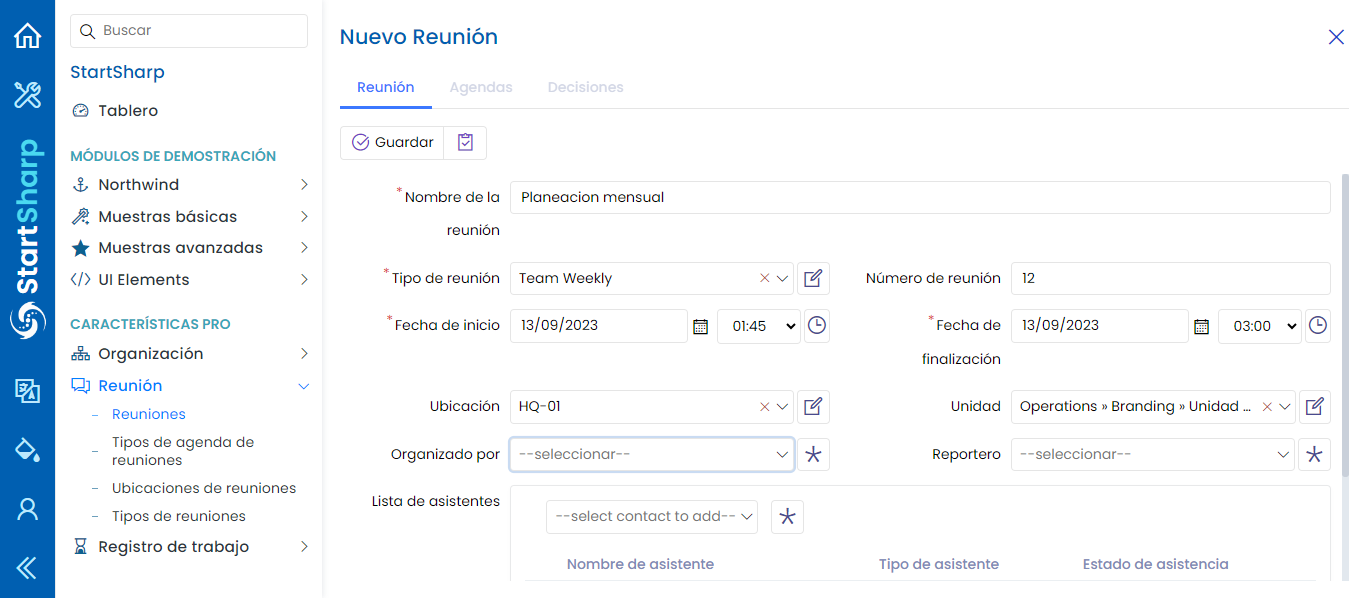 StartSharp
Buscar
StartSharp
Tablero
MÓDULOS DE DEMOSTRACIÓN
Northwind
Muestras básicas
Muestras avanzadas
UI Elements
CARACTERÍSTICAS PRO
Organización
Reunión
Reuniones
Tipos de agenda de
reuniones
Ubicaciones de reuniones
Tipos de reuniones
Registro de trabajo
Nuevo Reunión
Reunión Agendas Decisiones
Guardar
*Nombre de la
reunión
Planeacion mensual
*Tipo de reunión Team Weekly Número de reunión 12
*Fecha de inicio 13/09/2023 01:45 *Fecha de
finalización
13/09/2023 03:00
Ubicación HQ-01 Unidad Operations » Branding » Unidad ...
Organizado por --seleccionar-- Reportero --seleccionar--
Lista de asistentes
--select contact to add--
Nombre de asistente Tipo de asistente Estado de asistencia